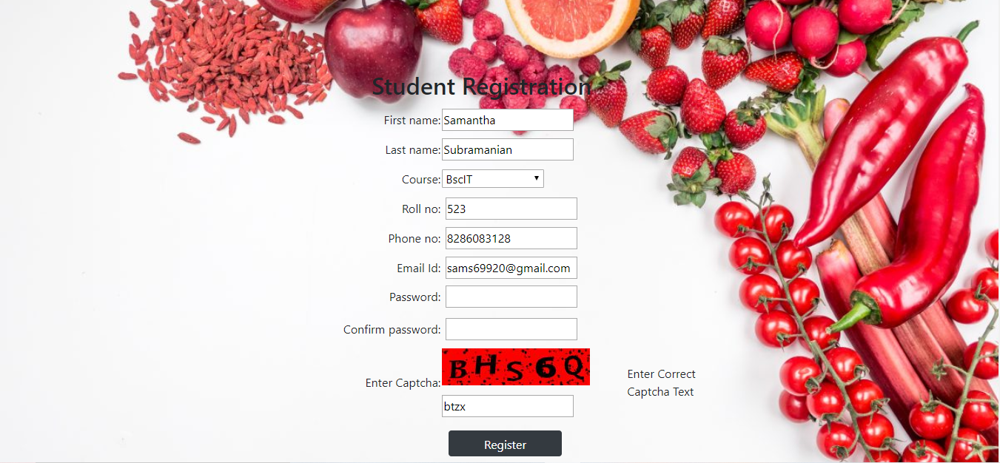 Student Registration
First name: Samantha
Last name: Subramanian
Course: BscIT
Roll no: 523
Phone no: 8286083128
Email Id: sams69920@gmail.com
Password:
Confirm password:
BHS6Q
Enter Captcha:
Enter Correct
Captcha Text
btzx
Register